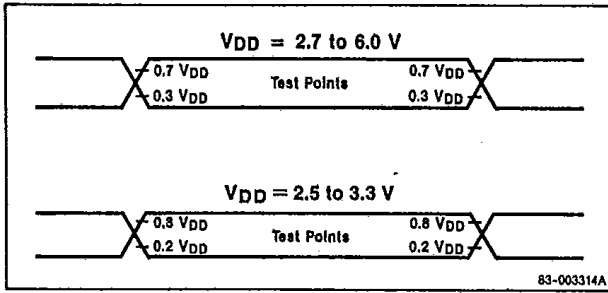 VDD = 2.7 to 6.0 V
0.7 VDD
Test Points
0.7 VDD
0.3 VDD
0.3 VDD
VDD = 2.5 to 3.3 V
0.8 VDD
Test Points
0.8 VDD
0.2 VDD
0.2 VDD
83-003314A